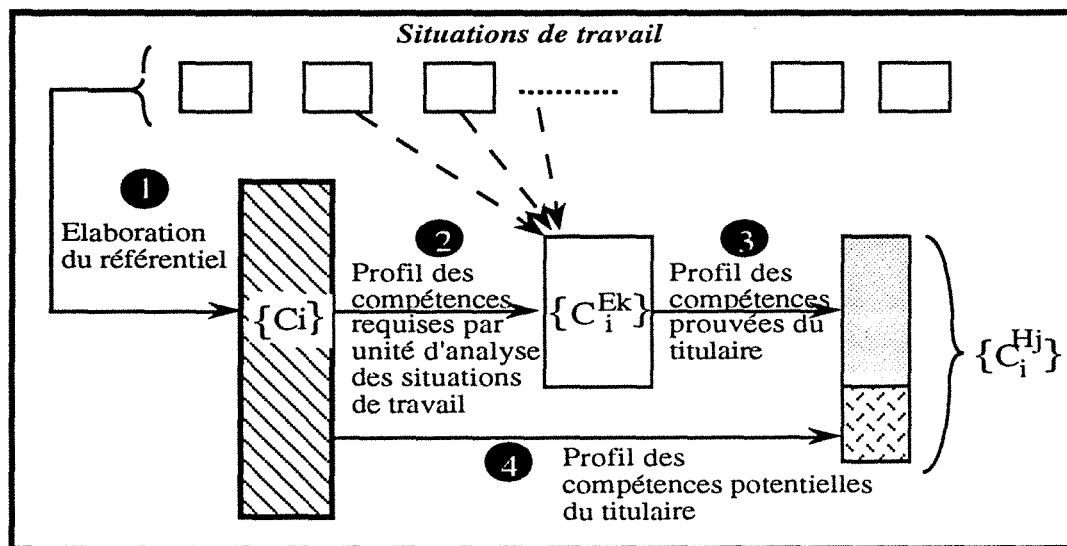 Situations de travail
1
Elaboration
du référentiel
{Ci}
2
Profil des
compétences
requises par
unité d'analyse
des situations
de travail
{C_i^Ek}
3
Profil des
compétences
prouvées du
titulaire
{C_i^Hj}
4
Profil des
compétences potentielles
du titulaire